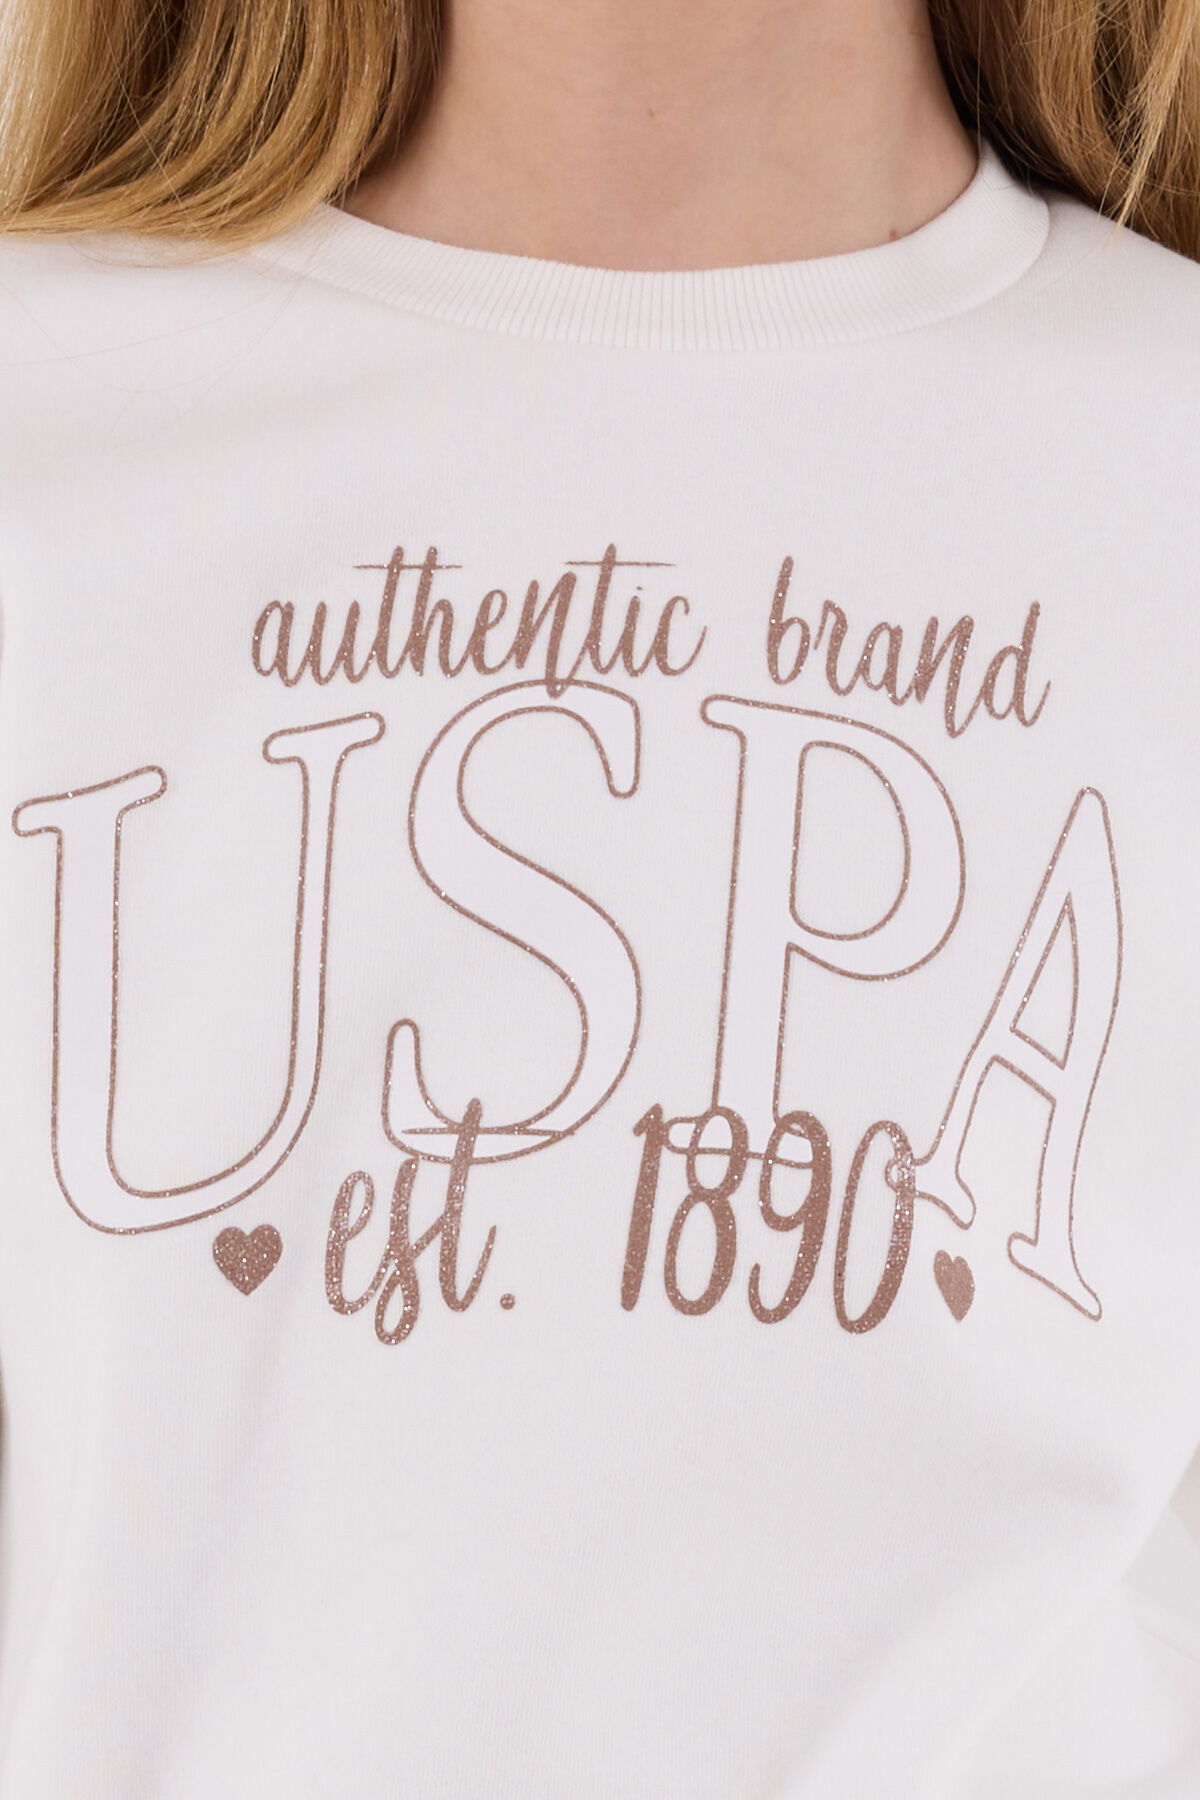 authentic brand
USPA
est. 1890